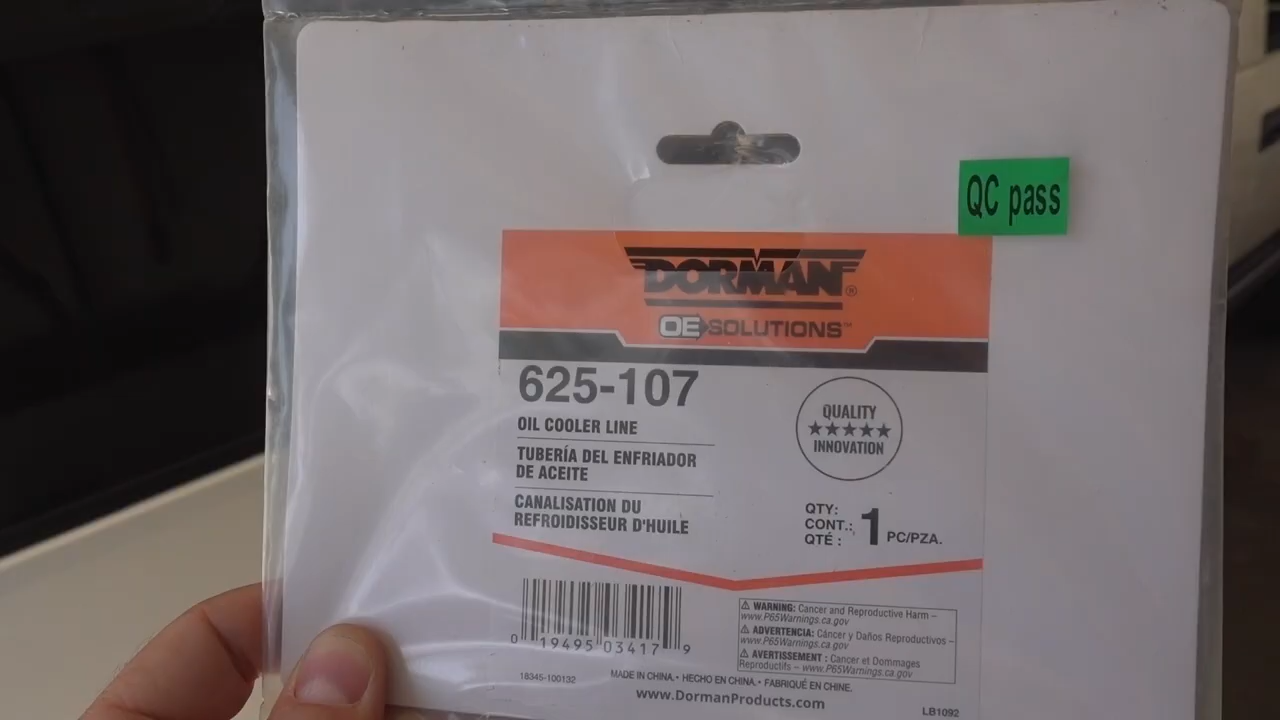 QC pass
DORMAN®
OE SOLUTIONS™
625-107
OIL COOLER LINE
TUBERÍA DEL ENFRIADOR
DE ACEITE
CANALISATION DU
REFROIDISSEUR D'HUILE
QUALITY
★★★★★
INNOVATION
QTY:
CONT.:
QTÉ :
1 PC/PZA.
0 19495 03417 9
18345-100132
⚠ WARNING: Cancer and Reproductive Harm –
www.P65Warnings.ca.gov
⚠ ADVERTENCIA: Cáncer y Daños Reproductivos –
www.P65Warnings.ca.gov
⚠ AVERTISSEMENT : Cancer et Dommages
Reproductifs – www.P65Warnings.ca.gov
MADE IN CHINA. • HECHO EN CHINA. • FABRIQUÉ EN CHINE.
www.DormanProducts.com
LB1092